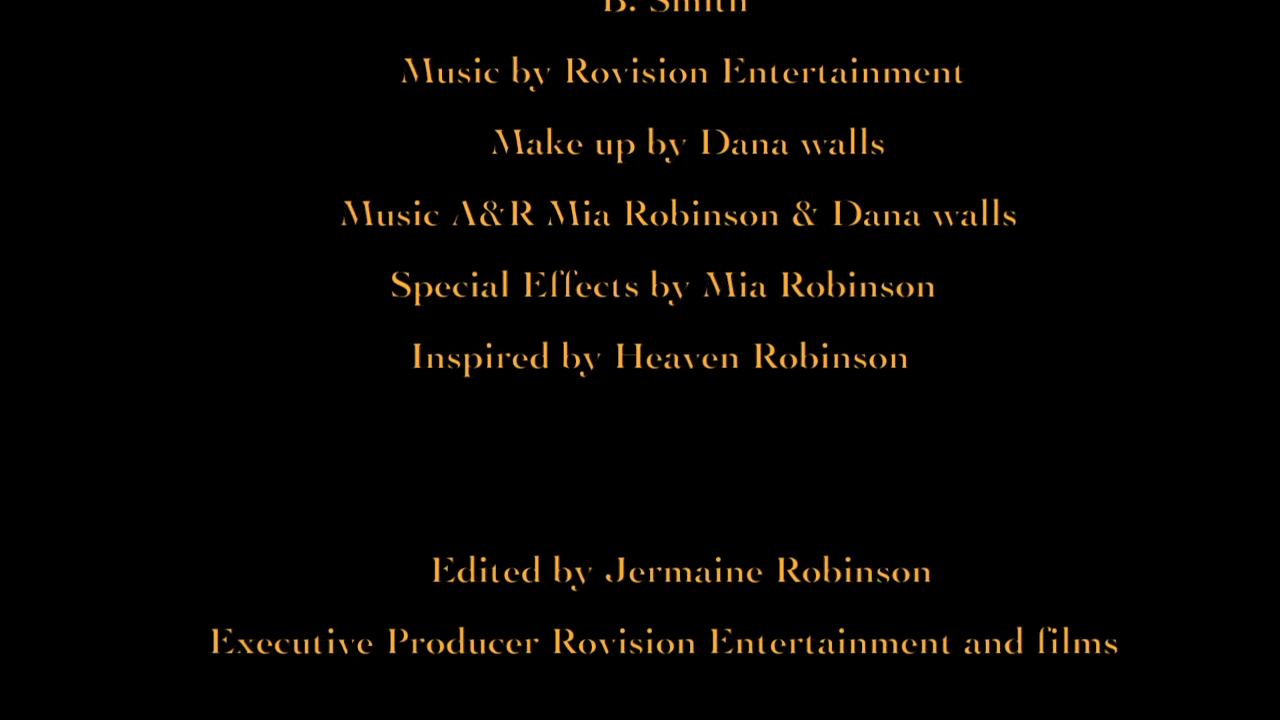 B. Smith
Music by Rovision Entertainment
Make up by Dana walls
Music A&R Mia Robinson & Dana walls
Special Effects by Mia Robinson
Inspired by Heaven Robinson
Edited by Jermaine Robinson
Executive Producer Rovision Entertainment and films